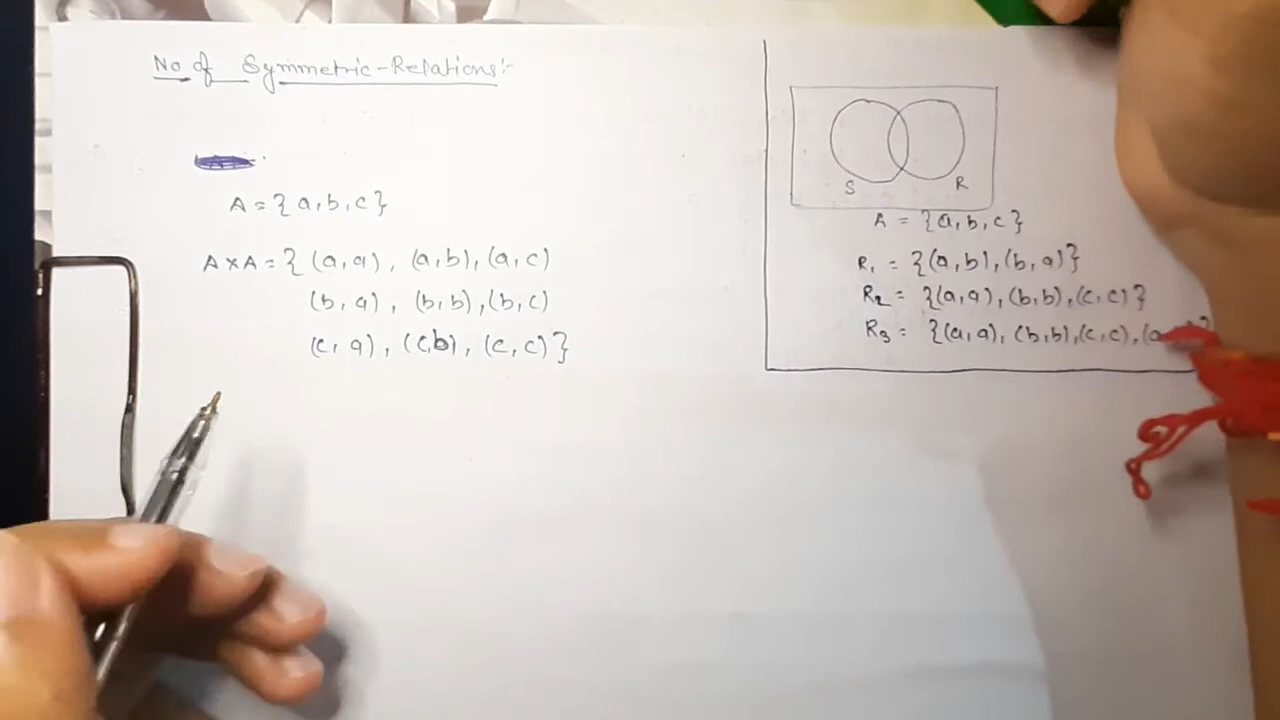 No of Symmetric-Relations:-
A = {a, b, c}
A×A = { (a, a), (a, b), (a, c)
(b, a), (b, b), (b, c)
(c, a), (c, b), (c, c) }
S R
A = {a, b, c}
R₁ = {(a, b), (b, a)}
R₂ = {(a, a), (b, b), (c, c)}
R₃ = {(a, a), (b, b), (c, c), (a